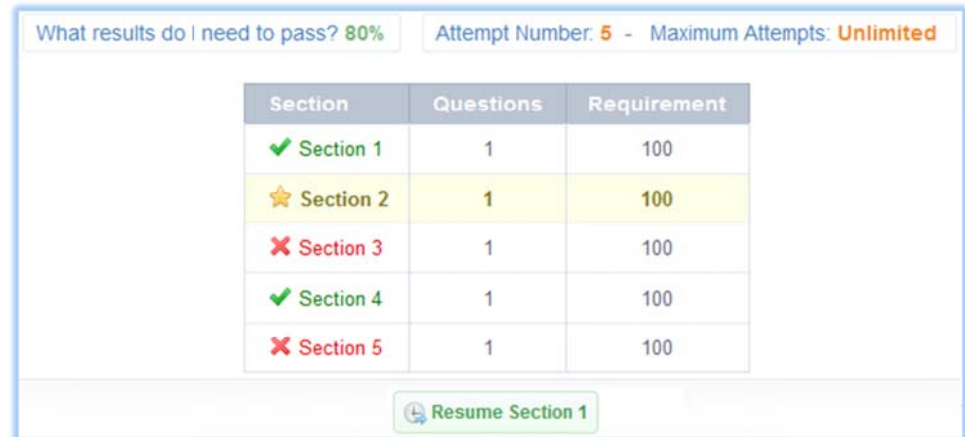 What results do I need to pass? 80% Attempt Number: 5 - Maximum Attempts: Unlimited
Section Questions Requirement
Section 1 1 100
Section 2 1 100
Section 3 1 100
Section 4 1 100
Section 5 1 100
Resume Section 1